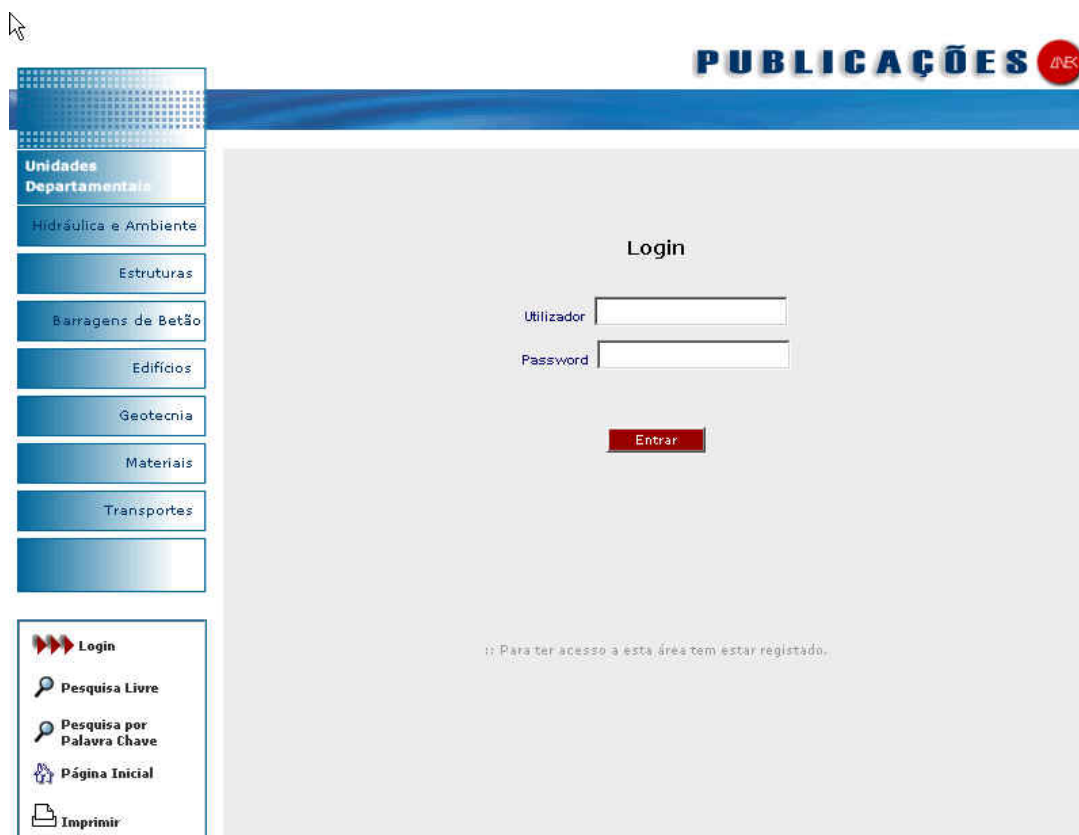 PUBLICAÇÕES
LNEC
Unidades
Departamentais
Hidráulica e Ambiente
Estruturas
Barragens de Betão
Edifícios
Geotecnia
Materiais
Transportes
Login
Utilizador
Password
Entrar
:: Para ter acesso a esta área tem estar registado.
Login
Pesquisa Livre
Pesquisa por
Palavra Chave
Página Inicial
Imprimir